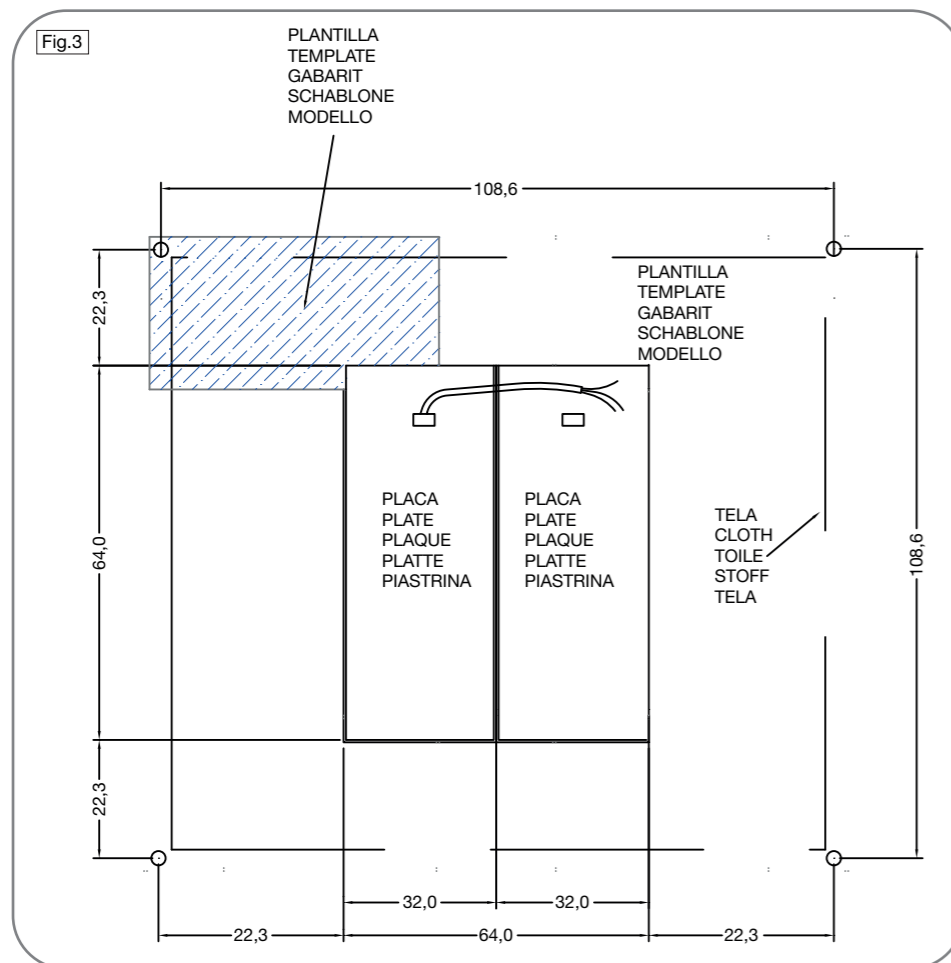 Fig.3
PLANTILLA
TEMPLATE
GABARIT
SCHABLONE
MODELLO
108,6
22,3
PLANTILLA
TEMPLATE
GABARIT
SCHABLONE
MODELLO
64,0
PLACA
PLATE
PLAQUE
PLATTE
PIASTRINA
PLACA
PLATE
PLAQUE
PLATTE
PIASTRINA
TELA
CLOTH
TOILE
STOFF
TELA
108,6
22,3
32,0
32,0
22,3
64,0
22,3